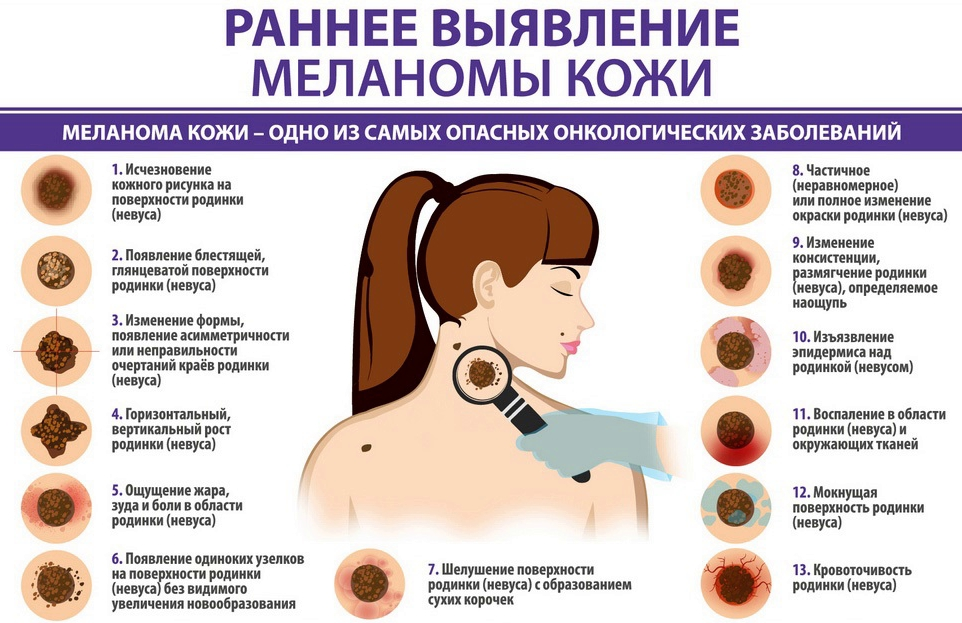 РАННЕЕ ВЫЯВЛЕНИЕ
МЕЛАНОМЫ КОЖИ
МЕЛАНОМА КОЖИ – ОДНО ИЗ САМЫХ ОПАСНЫХ ОНКОЛОГИЧЕСКИХ ЗАБОЛЕВАНИЙ
1. Исчезновение
кожного рисунка на
поверхности родинки
(невуса)
2. Появление блестящей,
глянцеватой поверхности
родинки (невуса)
3. Изменение формы,
появление асимметричности
или неправильности
очертаний краёв родинки
(невуса)
4. Горизонтальный,
вертикальный рост
родинки (невуса)
5. Ощущение жара,
зуда и боли в области
родинки (невуса)
6. Появление одиноких узелков
на поверхности родинки
(невуса) без видимого
увеличения новообразования
7. Шелушение поверхности
родинки (невуса) с образованием
сухих корочек
8. Частичное
(неравномерное)
или полное изменение
окраски родинки (невуса)
9. Изменение
консистенции,
размягчение родинки
(невуса), определяемое
наощупь
10. Изъязвление
эпидермиса над
родинкой (невусом)
11. Воспаление в области
родинки (невуса) и
окружающих тканей
12. Мокнущая
поверхность родинки
(невуса)
13. Кровоточивость
родинки (невуса)